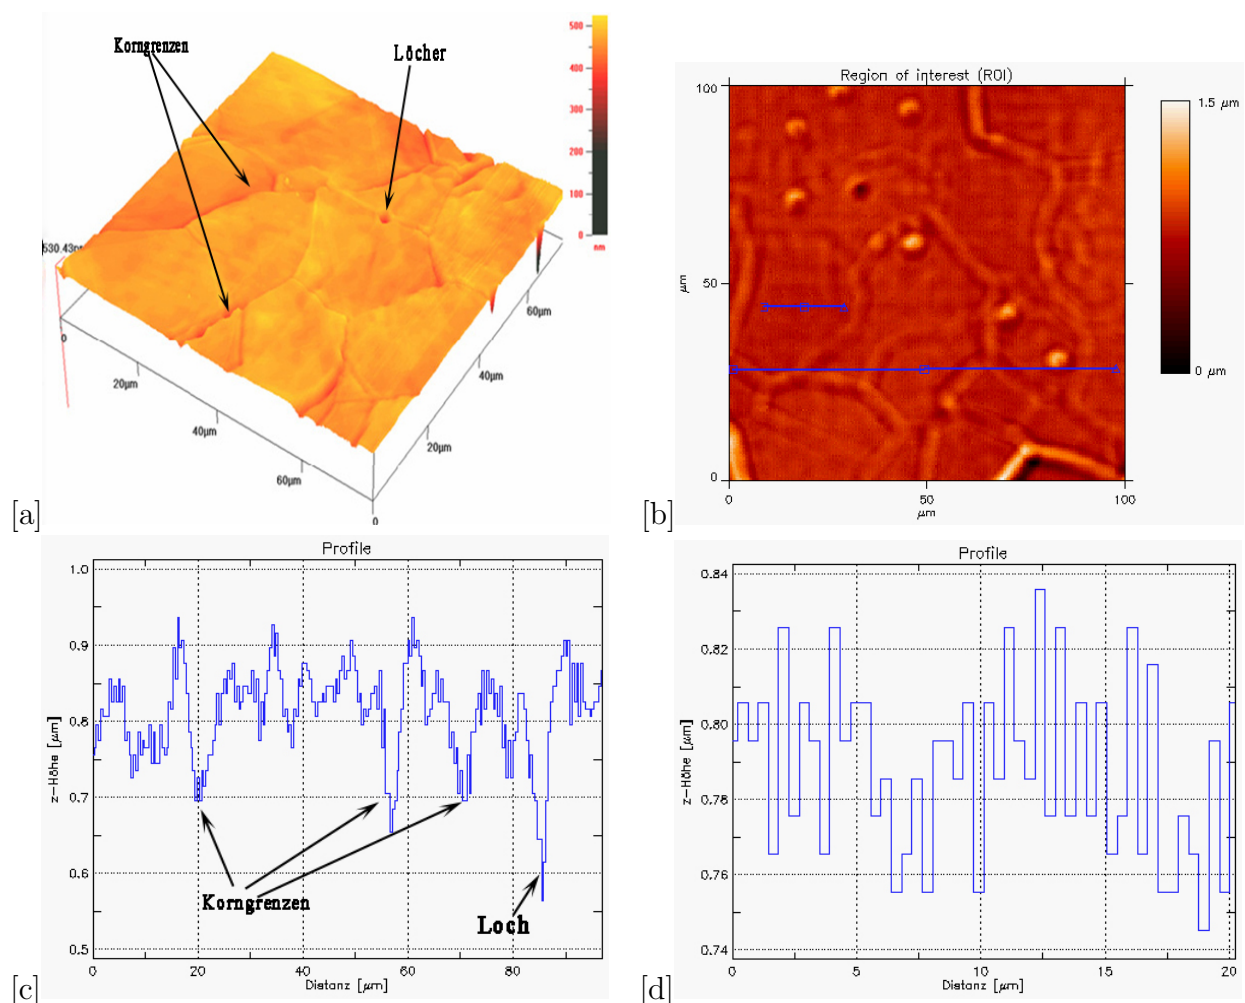 Korngrenzen
Löcher
500
400
300
200
100
0
nm
530.43n
0
20µm
40µm
60µm
0
20µm
40µm
60µm
[a]
Region of interest (ROI)
100
50
0
µm
0
50
100
µm
1.5 µm
0 µm
[b]
Profile
1.0
0.9
0.8
0.7
0.6
0.5
z-Höhe [µm]
Korngrenzen
Loch
0
20
40
60
80
Distanz [µm]
[c]
Profile
0.84
0.82
0.80
0.78
0.76
0.74
z-Höhe [µm]
0
5
10
15
20
Distanz [µm]
[d]